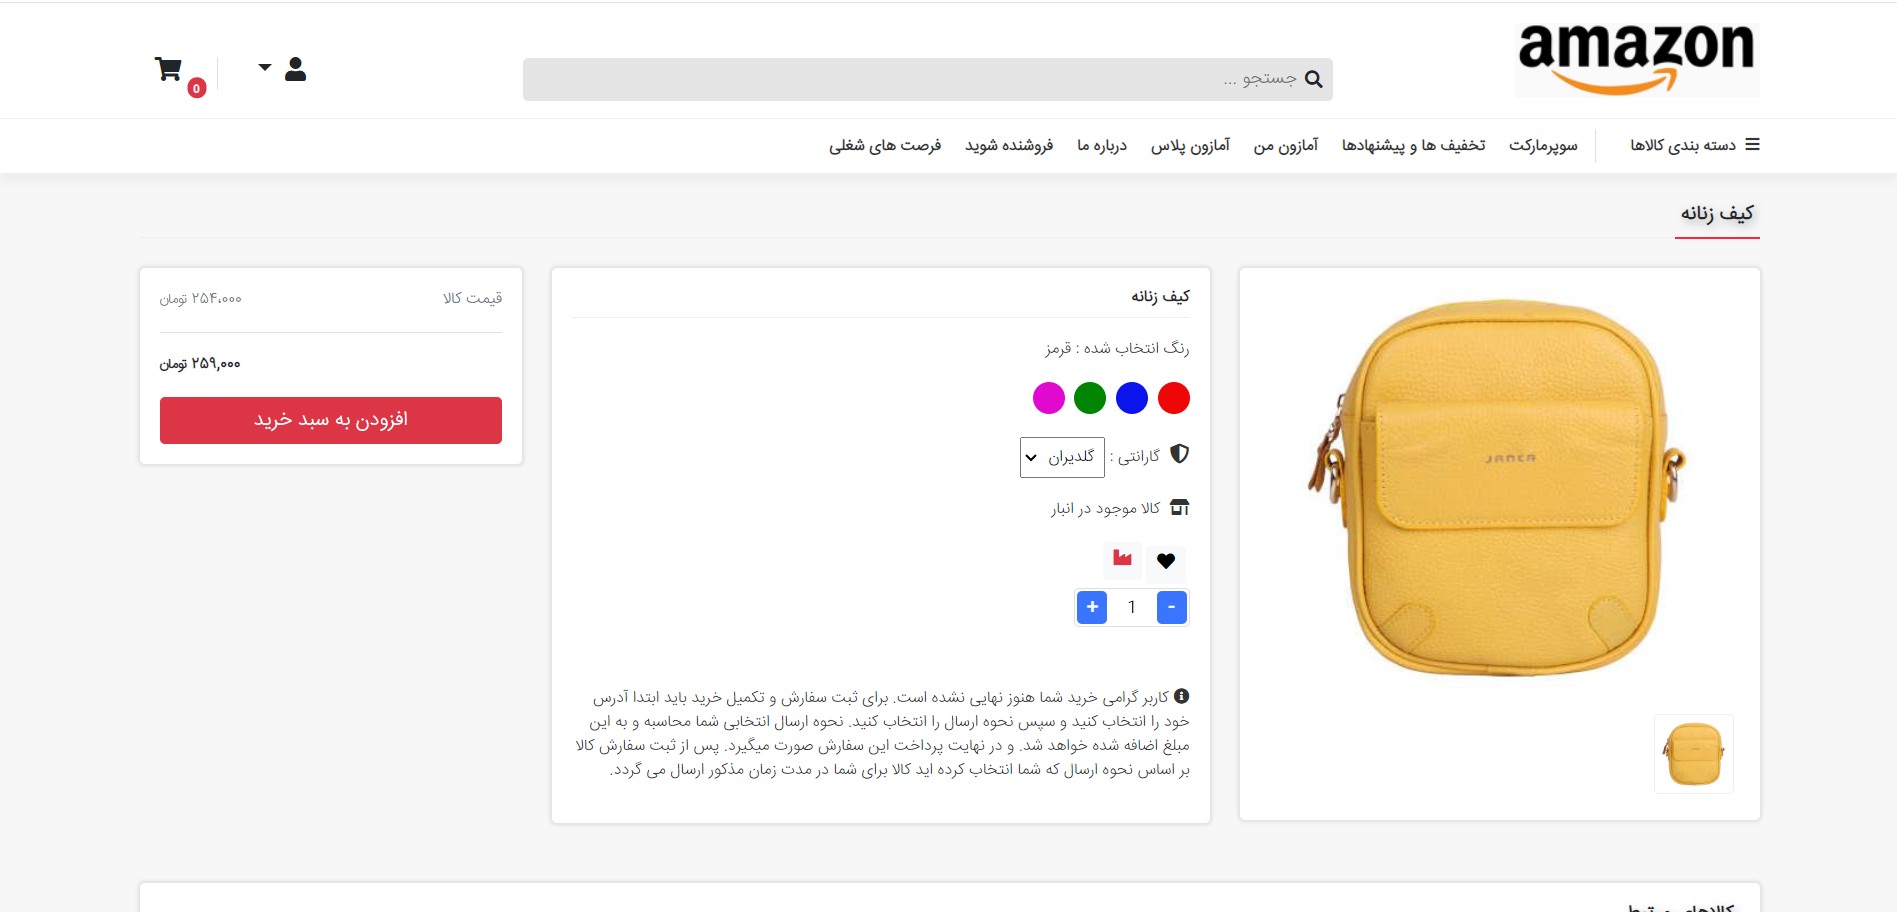 amazon
جستجو ...
0
دسته بندی کالاها
سوپرمارکت
تخفیف ها و پیشنهادها
آمازون من
آمازون پلاس
درباره ما
فروشنده شوید
فرصت های شغلی
کیف زنانه
JANCA
کیف زنانه
رنگ انتخاب شده : قرمز
گارانتی : گلدیران
کالا موجود در انبار
- 1 +
کاربر گرامی خرید شما هنوز نهایی نشده است. برای ثبت سفارش و تکمیل خرید باید ابتدا آدرس
خود را انتخاب کنید و سپس نحوه ارسال را انتخاب کنید. نحوه ارسال انتخابی شما محاسبه و به این
مبلغ اضافه شده خواهد شد. و در نهایت پرداخت این سفارش صورت میگیرد. پس از ثبت سفارش کالا
بر اساس نحوه ارسال که شما انتخاب کرده اید کالا برای شما در مدت زمان مذکور ارسال می گردد.
قیمت کالا ۲۵۴،۰۰۰ تومان
۲۵۹,۰۰۰ تومان
افزودن به سبد خرید
کالاهای مرتبط